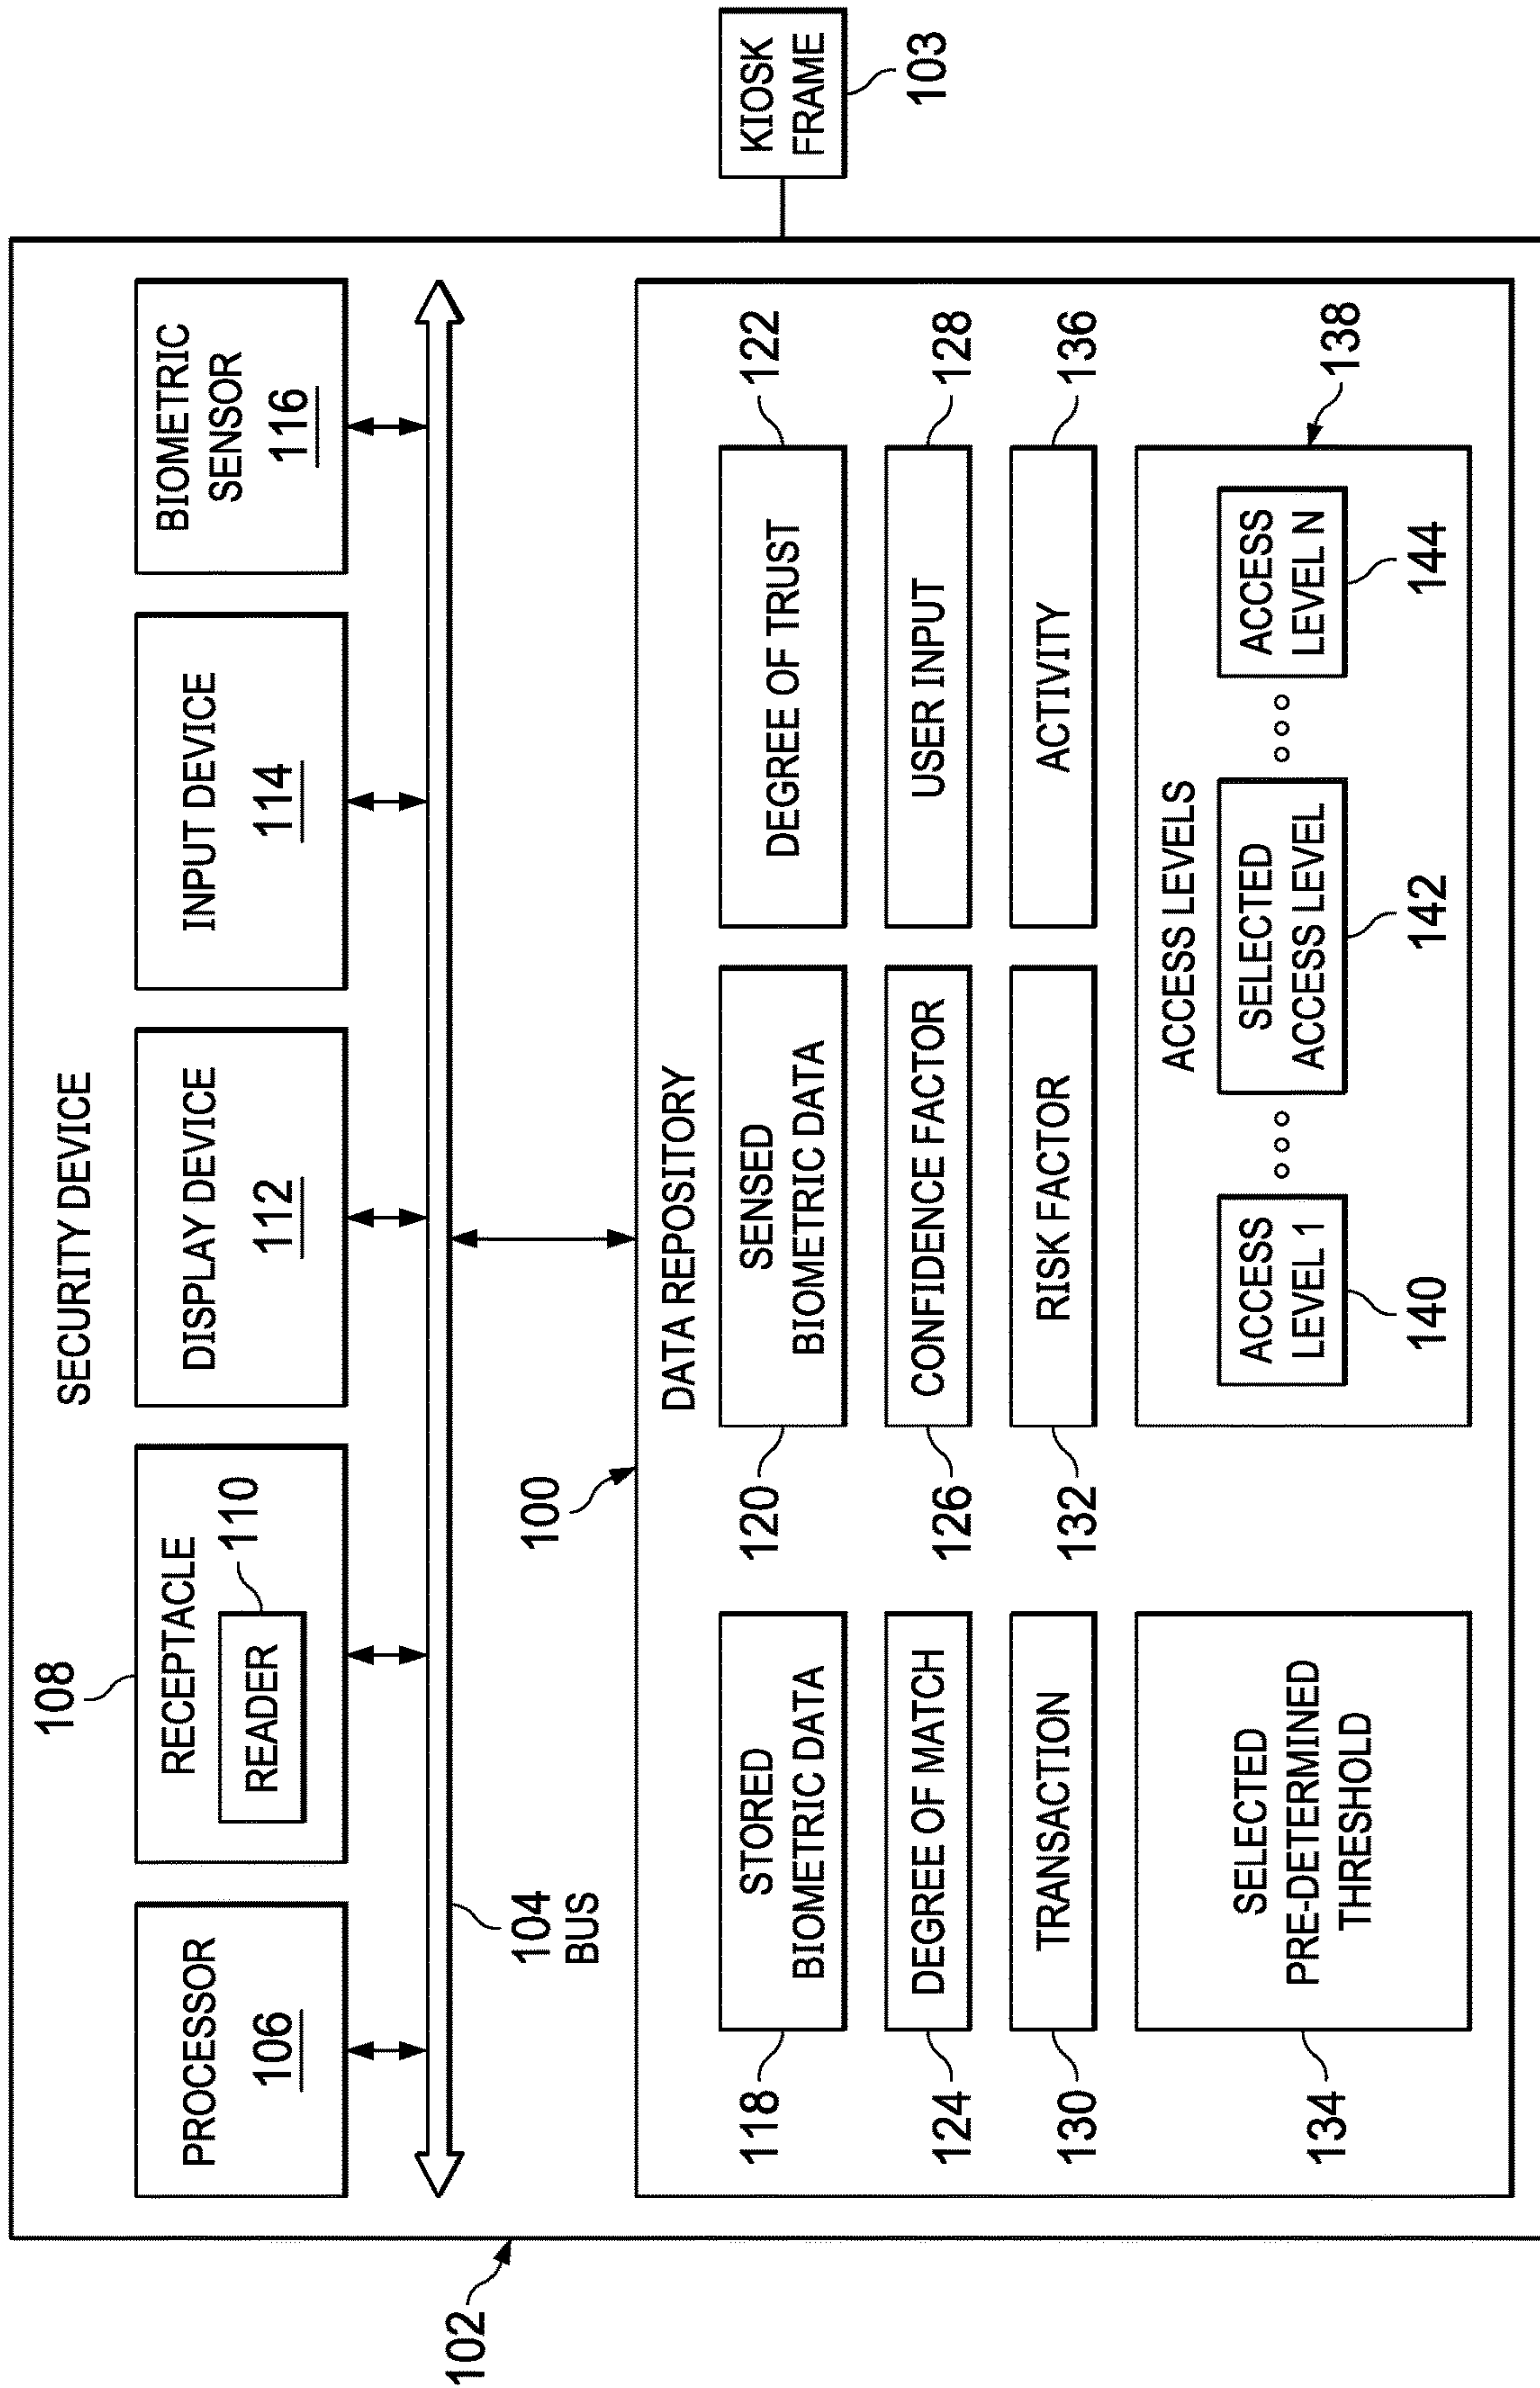 SECURITY DEVICE
102
PROCESSOR
106
108
RECEPTACLE
READER
110
DISPLAY DEVICE
112
INPUT DEVICE
114
BIOMETRIC
SENSOR
116
104
BUS
100
DATA REPOSITORY
118
STORED
BIOMETRIC DATA
120
SENSED
BIOMETRIC DATA
DEGREE OF TRUST
122
124
DEGREE OF MATCH
126
CONFIDENCE FACTOR
USER INPUT
128
130
TRANSACTION
132
RISK FACTOR
ACTIVITY
136
134
SELECTED
PRE-DETERMINED
THRESHOLD
ACCESS LEVELS
138
ACCESS
LEVEL 1
140
SELECTED
ACCESS LEVEL
142
ACCESS
LEVEL N
144
KIOSK
FRAME
103